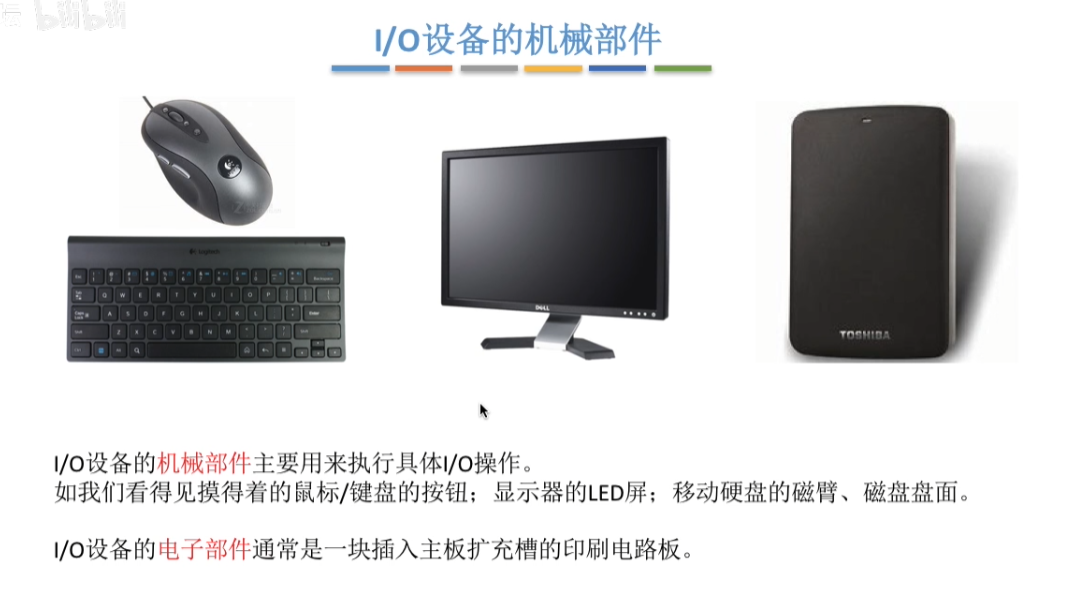 bilibili
I/O设备的机械部件
logitech
DELL
TOSHIBA
I/O设备的机械部件主要用来执行具体I/O操作。
如我们看得见摸得着的鼠标/键盘的按钮；显示器的LED屏；移动硬盘的磁臂、磁盘盘面。
I/O设备的电子部件通常是一块插入主板扩充槽的印刷电路板。